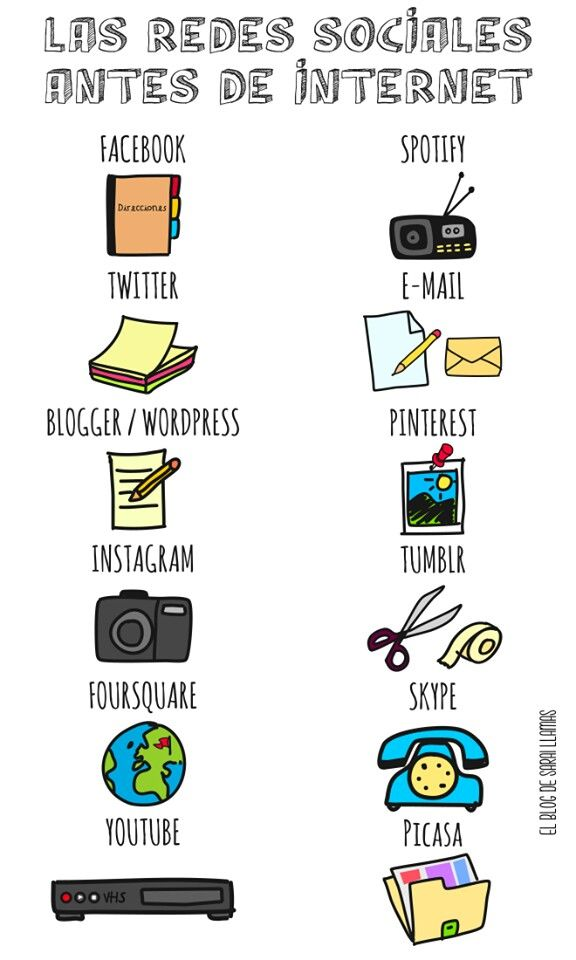 LAS REDES SOCIALES
ANTES DE INTERNET
FACEBOOK
SPOTIFY
Direcciones
TWITTER
E-MAIL
BLOGGER / WORDPRESS
PINTEREST
INSTAGRAM
TUMBLR
FOURSQUARE
SKYPE
YOUTUBE
PICASA
VHS
EL BLOG DE SARAI LLAMAS